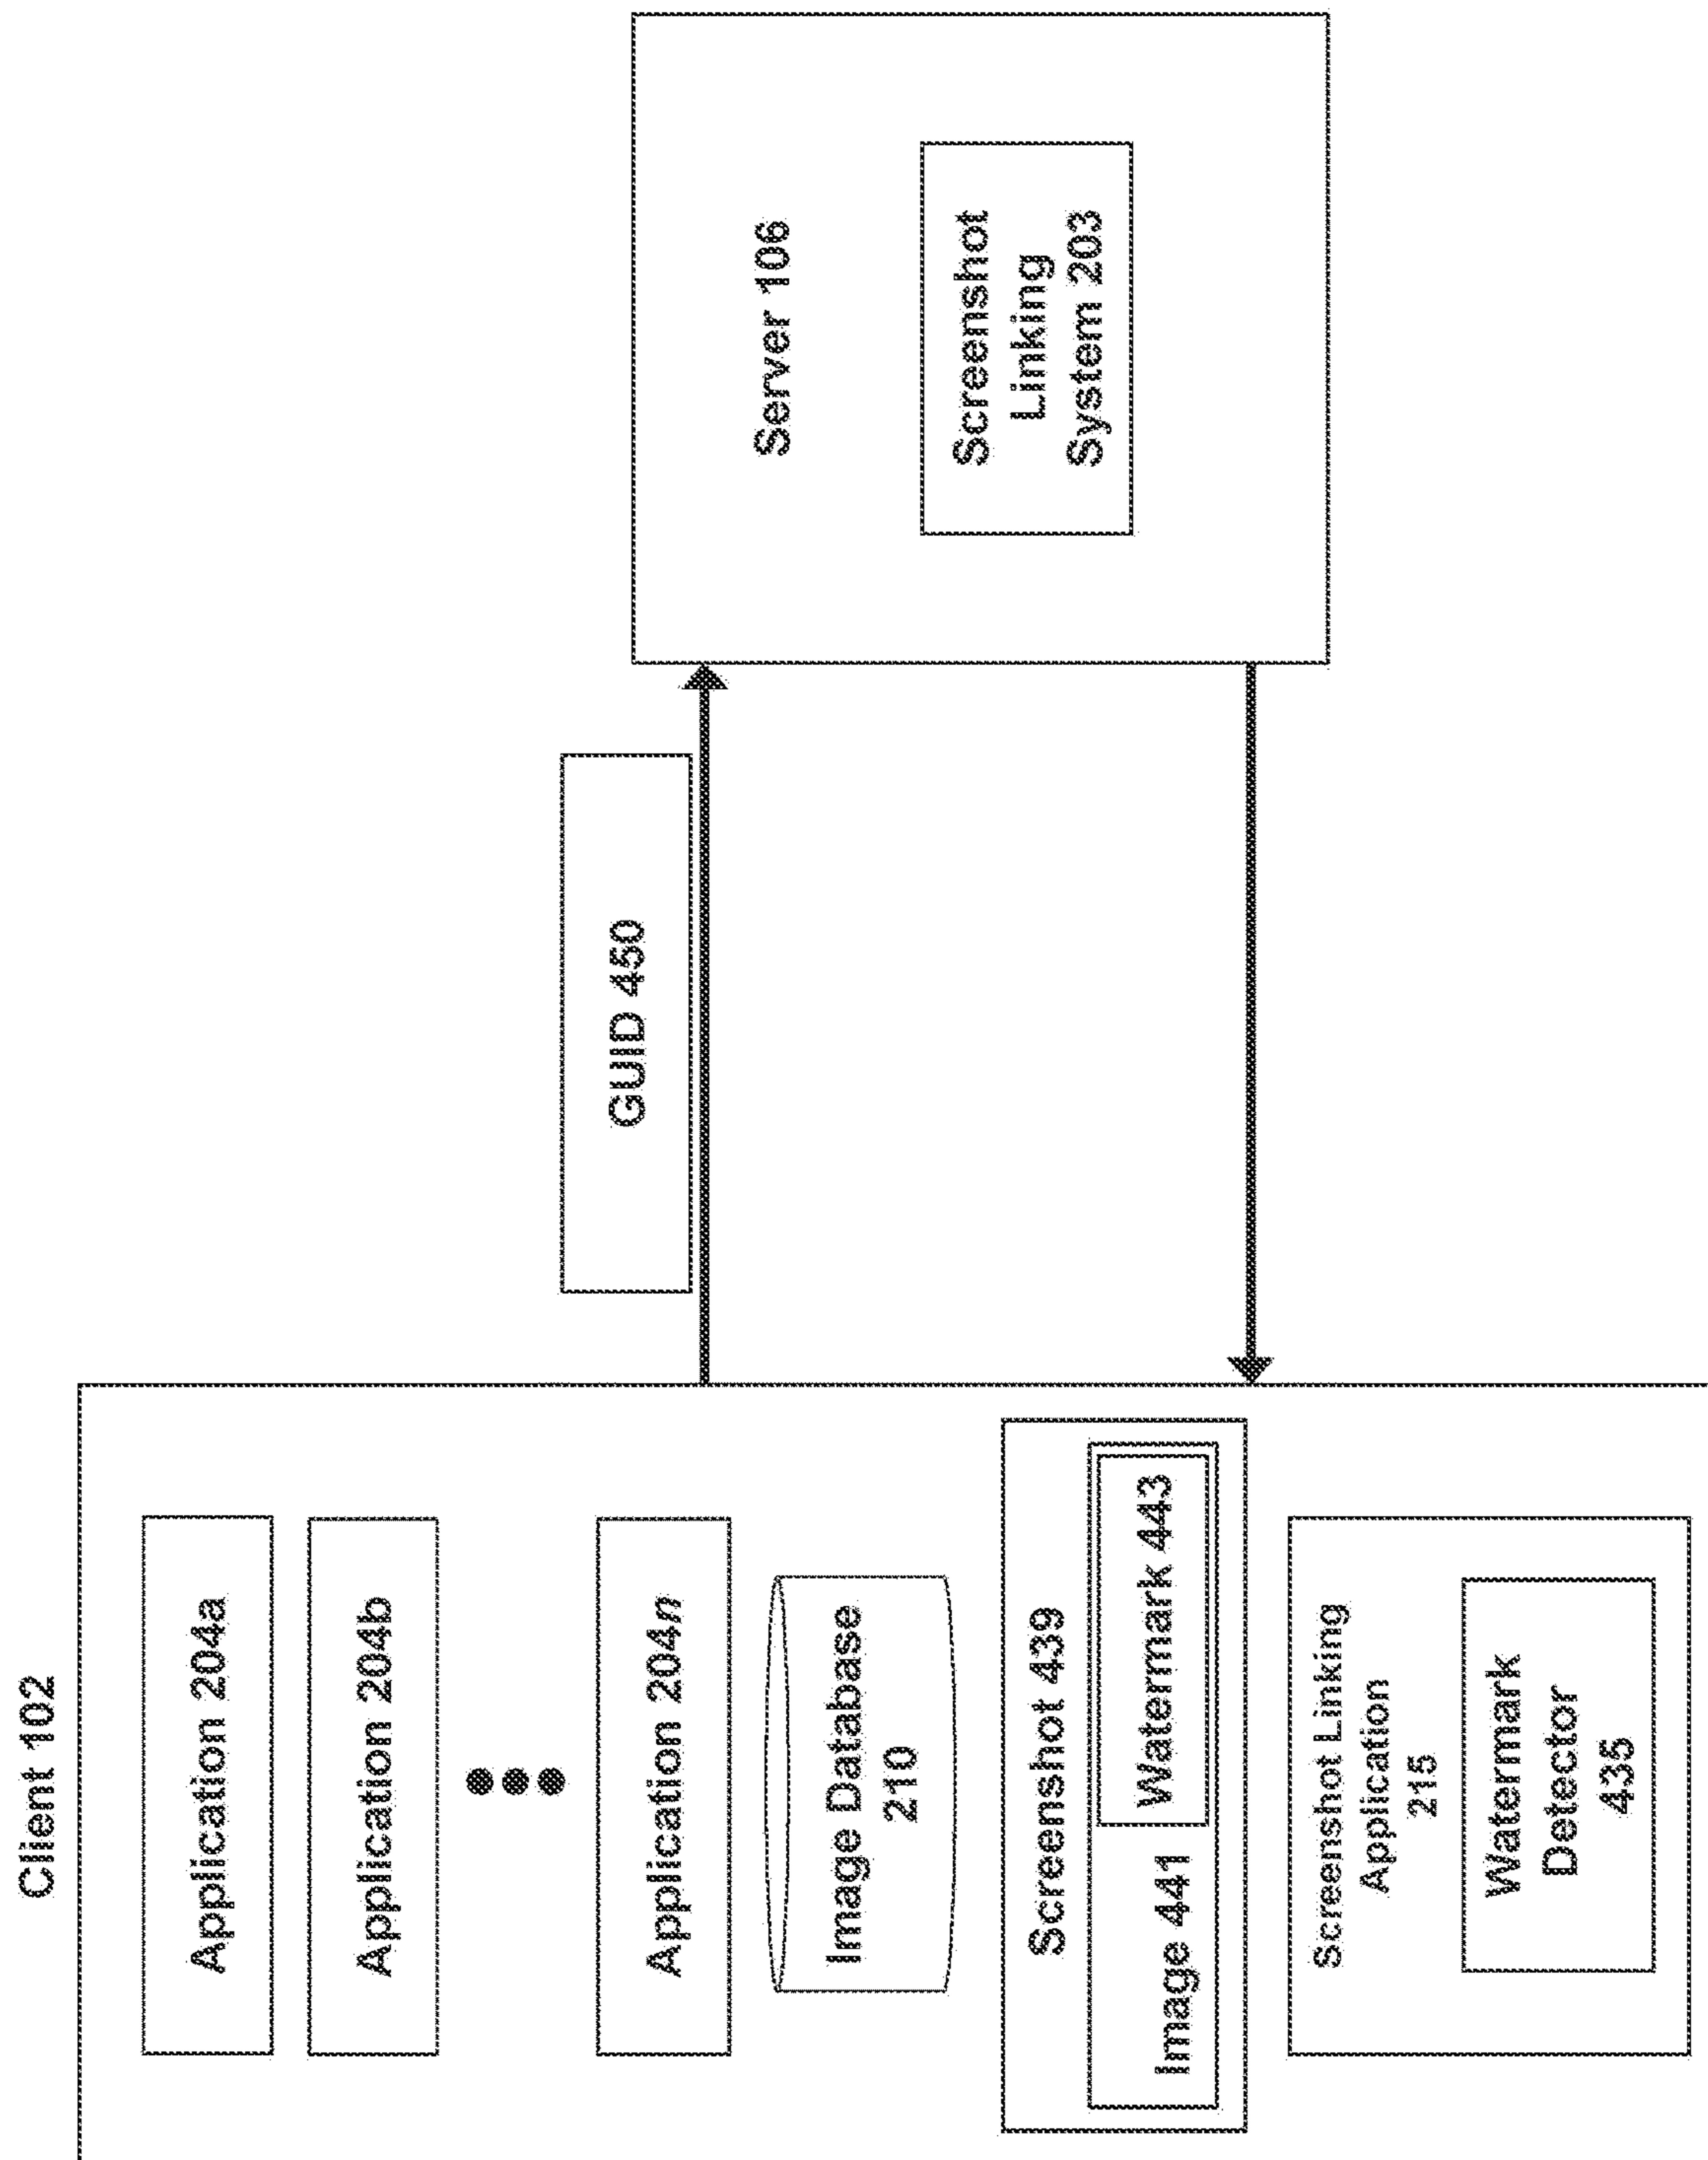 Client 102
Application 204a
Application 204b
Application 204n
Image Database
210
Screenshot 439
Image 441
Watermark 443
Screenshot Linking
Application
215
Watermark
Detector
435
GUID 450
Server 106
Screenshot
Linking
System 203